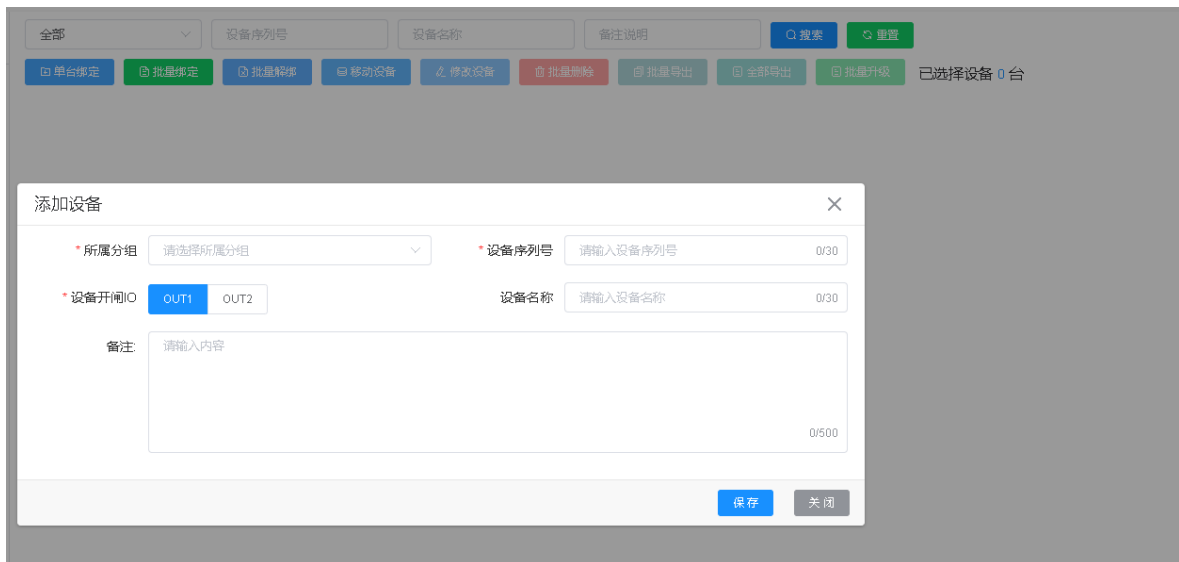 全部 设备序列号 设备名称 备注说明 搜索 重置
单台绑定 批量绑定 批量解绑 移动设备 修改设备 批量删除 批量导出 全部导出 批量升级 已选择设备 0 台
添加设备
* 所属分组 请选择所属分组 * 设备序列号 请输入设备序列号 0/30
* 设备开闸IO OUT1 OUT2 设备名称 请输入设备名称 0/30
备注: 请输入内容
0/500
保存 关闭